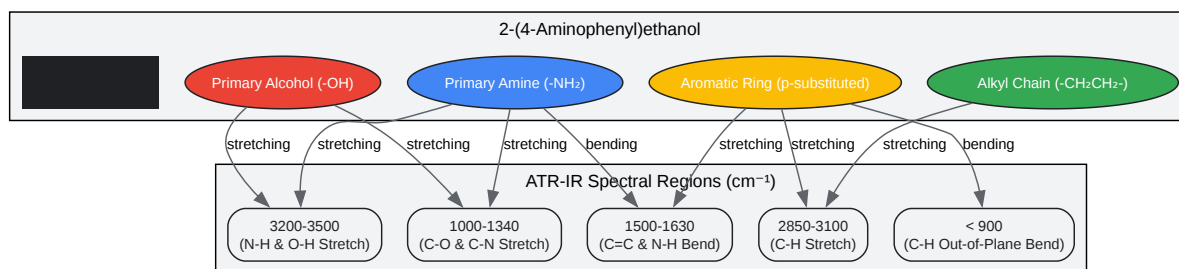 2-(4-Aminophenyl)ethanol
Primary Alcohol (-OH)
Primary Amine (-NH₂)
Aromatic Ring (p-substituted)
Alkyl Chain (-CH₂CH₂-)
stretching
stretching
stretching
stretching
bending
stretching
stretching
stretching
bending
ATR-IR Spectral Regions (cm⁻¹)
3200-3500
(N-H & O-H Stretch)
1000-1340
(C-O & C-N Stretch)
1500-1630
(C=C & N-H Bend)
2850-3100
(C-H Stretch)
< 900
(C-H Out-of-Plane Bend)